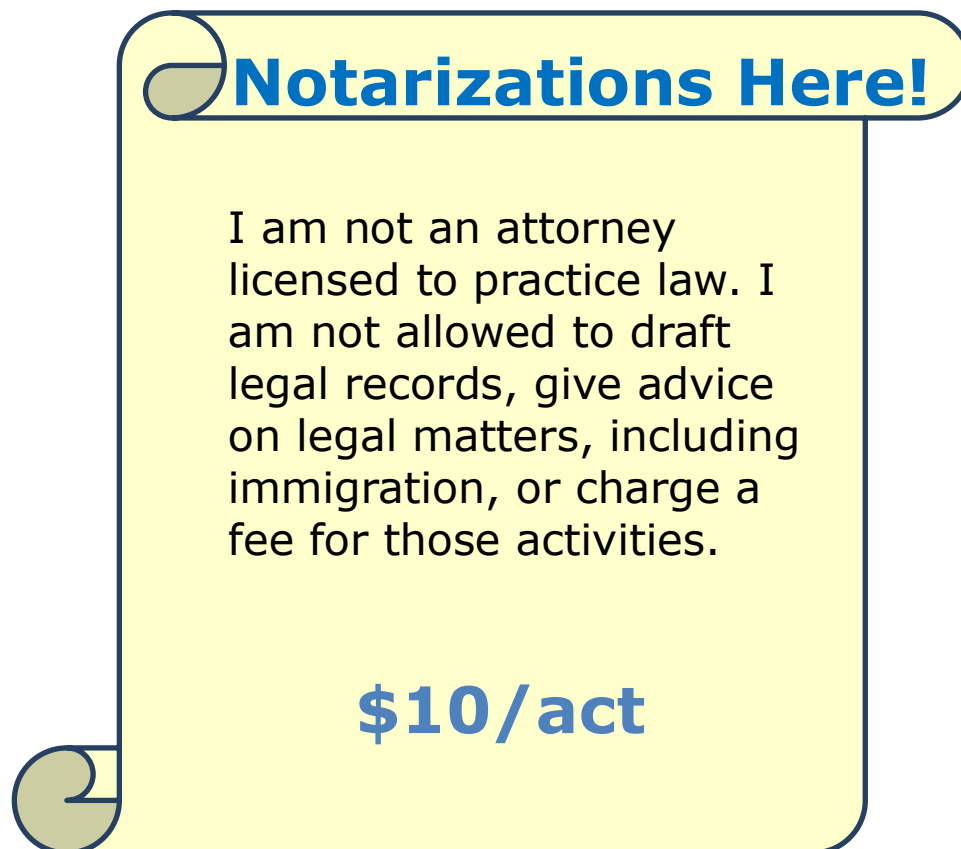 Notarizations Here!
I am not an attorney
licensed to practice law. I
am not allowed to draft
legal records, give advice
on legal matters, including
immigration, or charge a
fee for those activities.
$10/act